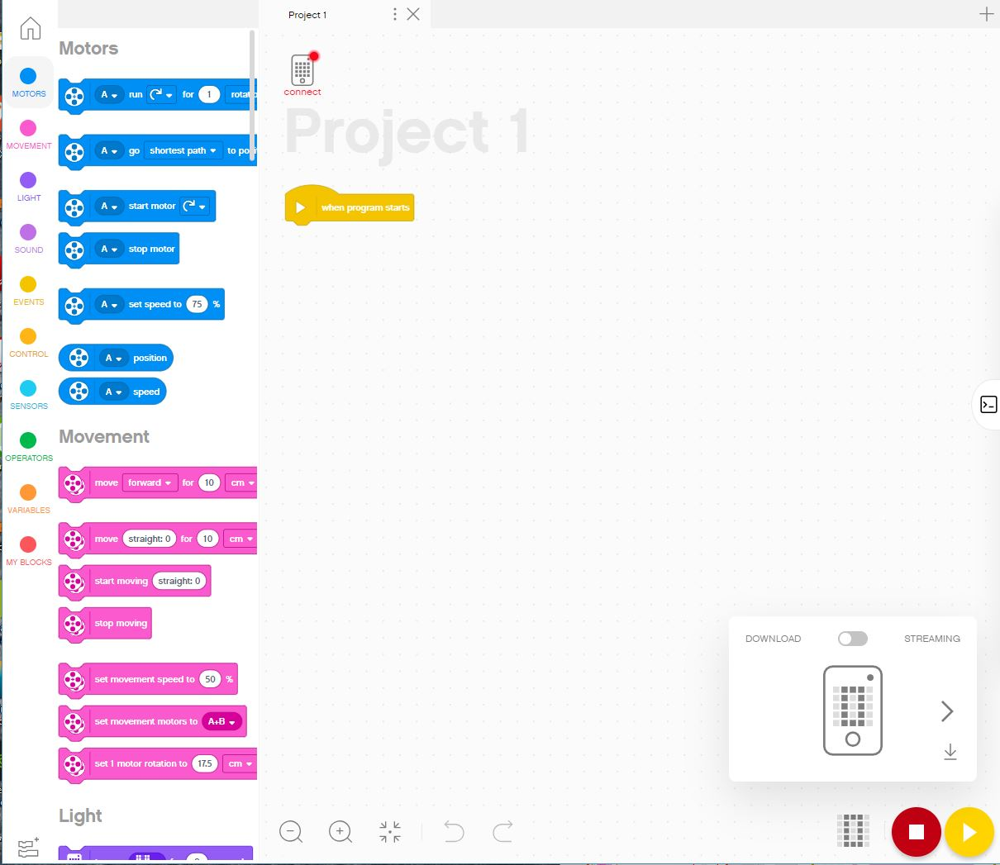 Project 1
Motors
A run for 1 rotatio
A go shortest path to posit
A start motor
A stop motor
A set speed to 75 %
A position
A speed
Movement
move forward for 10 cm
move straight: 0 for 10 cm
start moving straight: 0
stop moving
set movement speed to 50 %
set movement motors to A+B
set 1 motor rotation to 17.5 cm
Light
MOTORS
MOVEMENT
LIGHT
SOUND
EVENTS
CONTROL
SENSORS
OPERATORS
VARIABLES
MY BLOCKS
connect
Project 1
when program starts
DOWNLOAD STREAMING